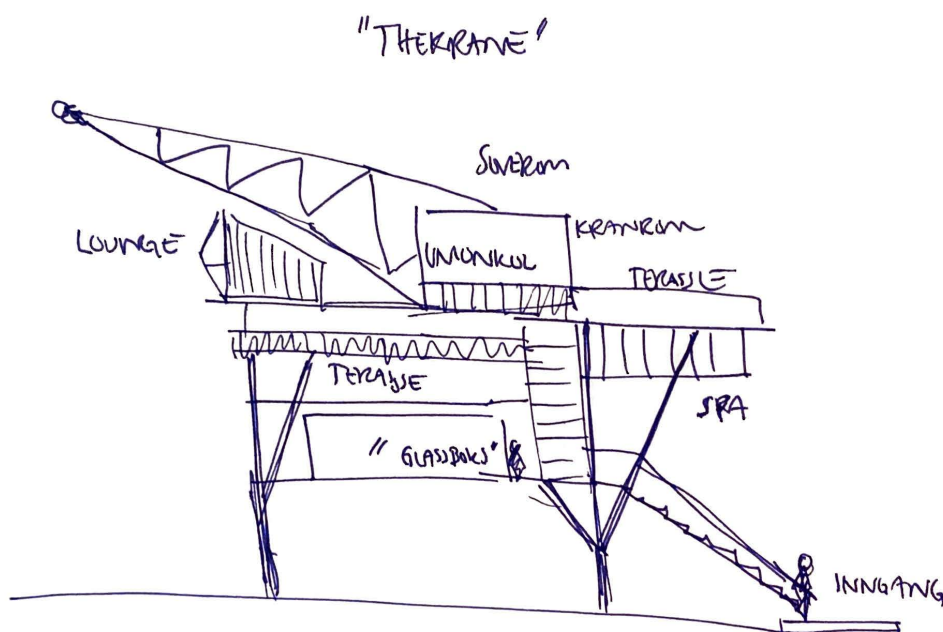 "THEKRANE"
SOVEROM
KRANROM
LOUNGE
TERASSE
TERASSE
SPA
"GLASSBOKS"
INNGANG